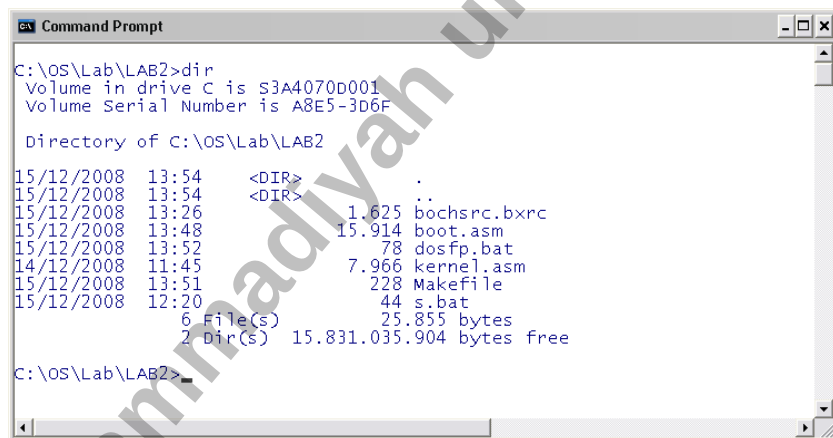 Command Prompt
C:\OS\Lab\LAB2>dir
Volume in drive C is S3A4070D001
Volume Serial Number is A8E5-3D6F
Directory of C:\OS\Lab\LAB2
15/12/2008 13:54 <DIR> .
15/12/2008 13:54 <DIR> ..
15/12/2008 13:26 1.625 bochsrc.bxrc
15/12/2008 13:48 15.914 boot.asm
15/12/2008 13:52 78 dosfp.bat
14/12/2008 11:45 7.966 kernel.asm
15/12/2008 13:51 228 Makefile
15/12/2008 12:20 44 s.bat
6 File(s) 25.855 bytes
2 Dir(s) 15.831.035.904 bytes free
C:\OS\Lab\LAB2>_